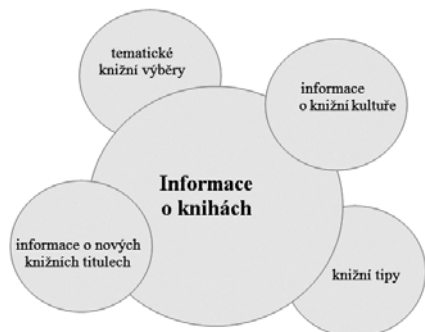 tematické
knižní výběry
informace
o knižní kultuře
Informace
o knihách
informace o nových
knižních titulech
knižní tipy